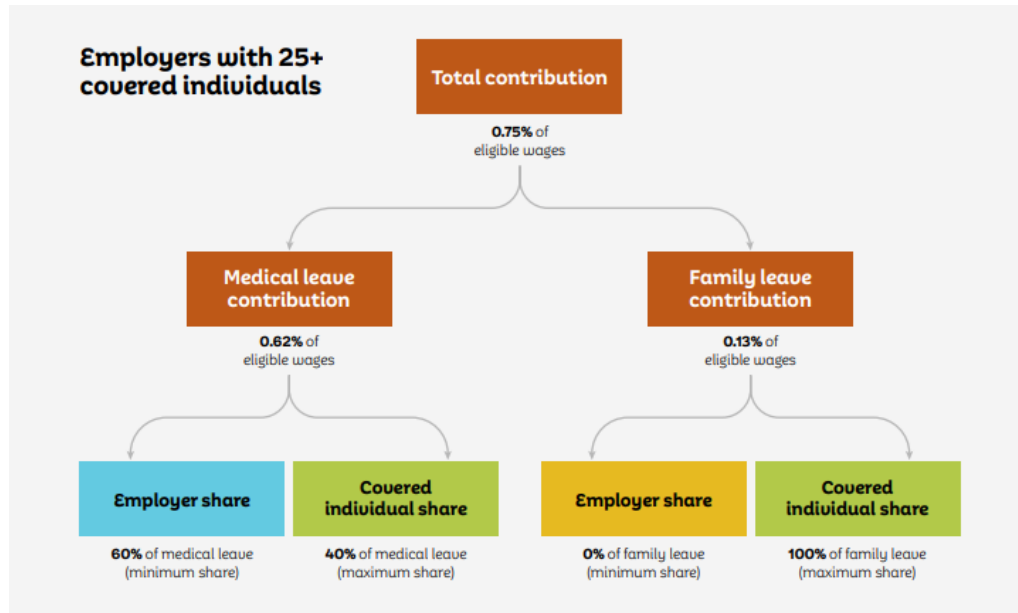 Employers with 25+
covered individuals
Total contribution
0.75% of
eligible wages
Medical leave
contribution
Family leave
contribution
0.62% of
eligible wages
0.13% of
eligible wages
Employer share
Covered
individual share
Employer share
Covered
individual share
60% of medical leave
(minimum share)
40% of medical leave
(maximum share)
0% of family leave
(minimum share)
100% of family leave
(maximum share)